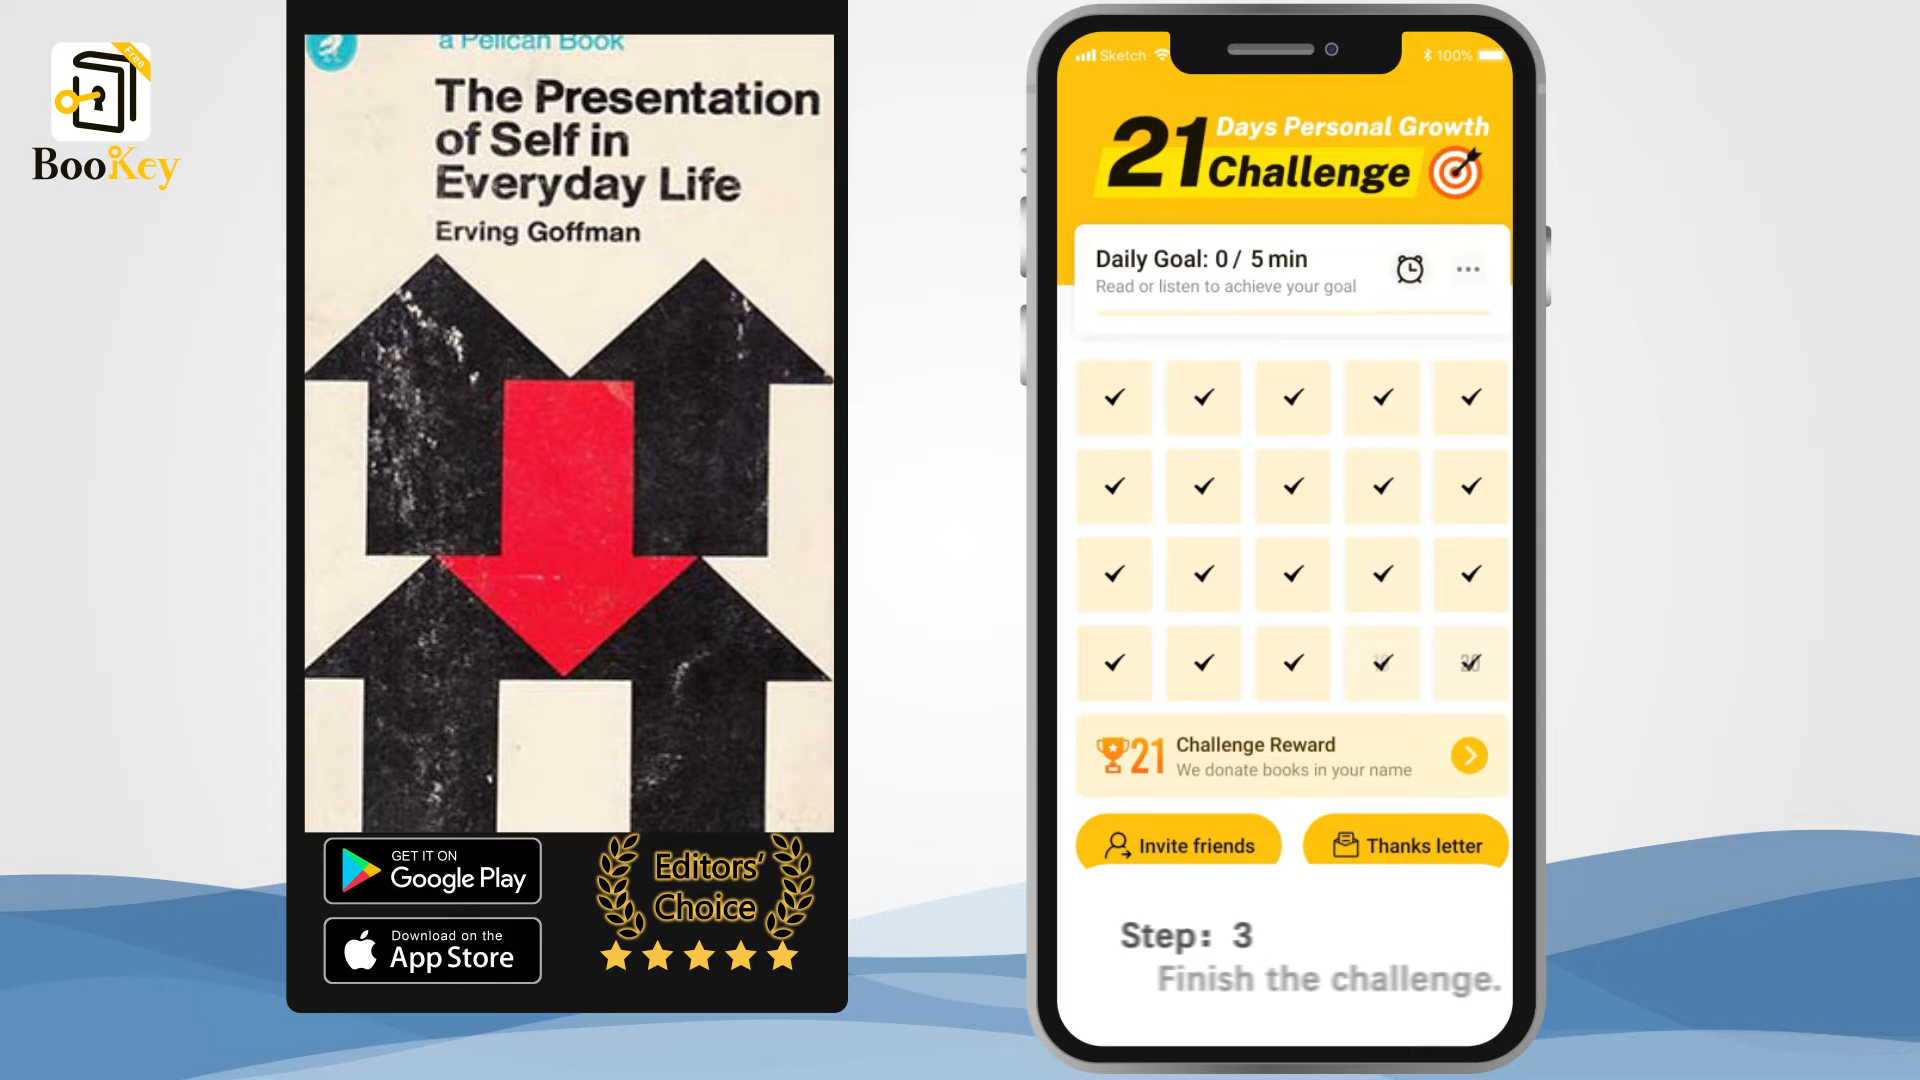 Free
BooKey
a Pelican Book
The Presentation
of Self in
Everyday Life
Erving Goffman
GET IT ON
Google Play
Download on the
App Store
Editors’
Choice
Sketch
100%
21 Days Personal Growth
Challenge
Daily Goal: 0 / 5 min
Read or listen to achieve your goal
20
21
Challenge Reward
We donate books in your name
Invite friends
Thanks letter
Step: 3
Finish the challenge.